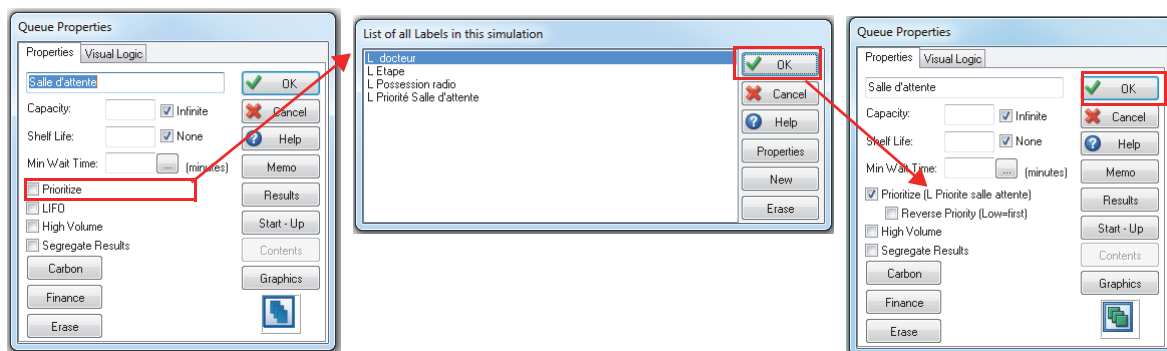 Queue Properties
Properties
Visual Logic
Salle d'attente
OK
Capacity:
Infinite
Cancel
Shelf Life:
None
Help
Min Wait Time:
...
(minutes)
Memo
Prioritize
Results
LIFO
High Volume
Start - Up
Segregate Results
Contents
Carbon
Graphics
Finance
Erase
List of all Labels in this simulation
L docteur
L Etape
L Possession radio
L Priorité Salle d'attente
OK
Cancel
Help
Properties
New
Erase
Queue Properties
Properties
Visual Logic
Salle d'attente
OK
Capacity:
Infinite
Cancel
Shelf Life:
None
Help
Min Wait Time:
...
(minutes)
Memo
Prioritize (L Priorite salle attente)
Results
Reverse Priority (Low=first)
High Volume
Start - Up
Segregate Results
Contents
Carbon
Graphics
Finance
Erase